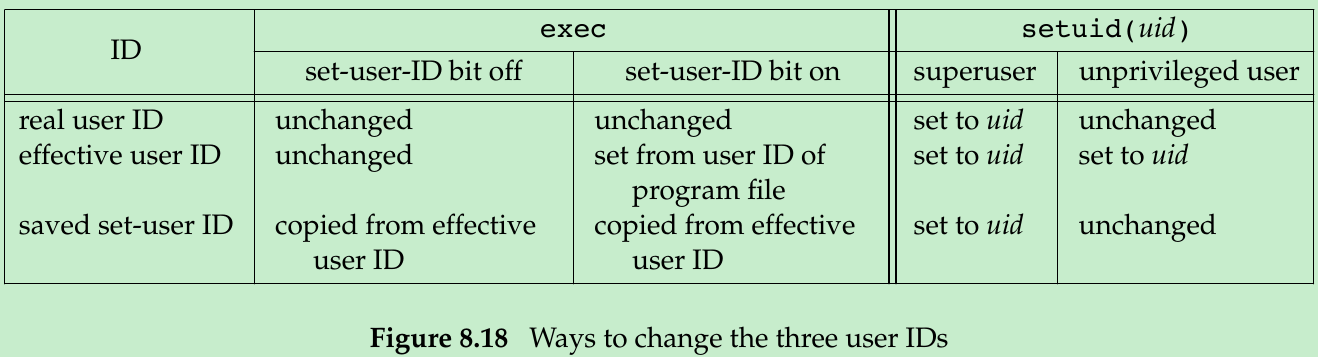 ID exec setuid(uid)
set-user-ID bit off set-user-ID bit on superuser unprivileged user
real user ID unchanged unchanged set to uid unchanged
effective user ID unchanged set from user ID of set to uid set to uid
program file
saved set-user ID copied from effective copied from effective set to uid unchanged
user ID user ID
Figure 8.18 Ways to change the three user IDs